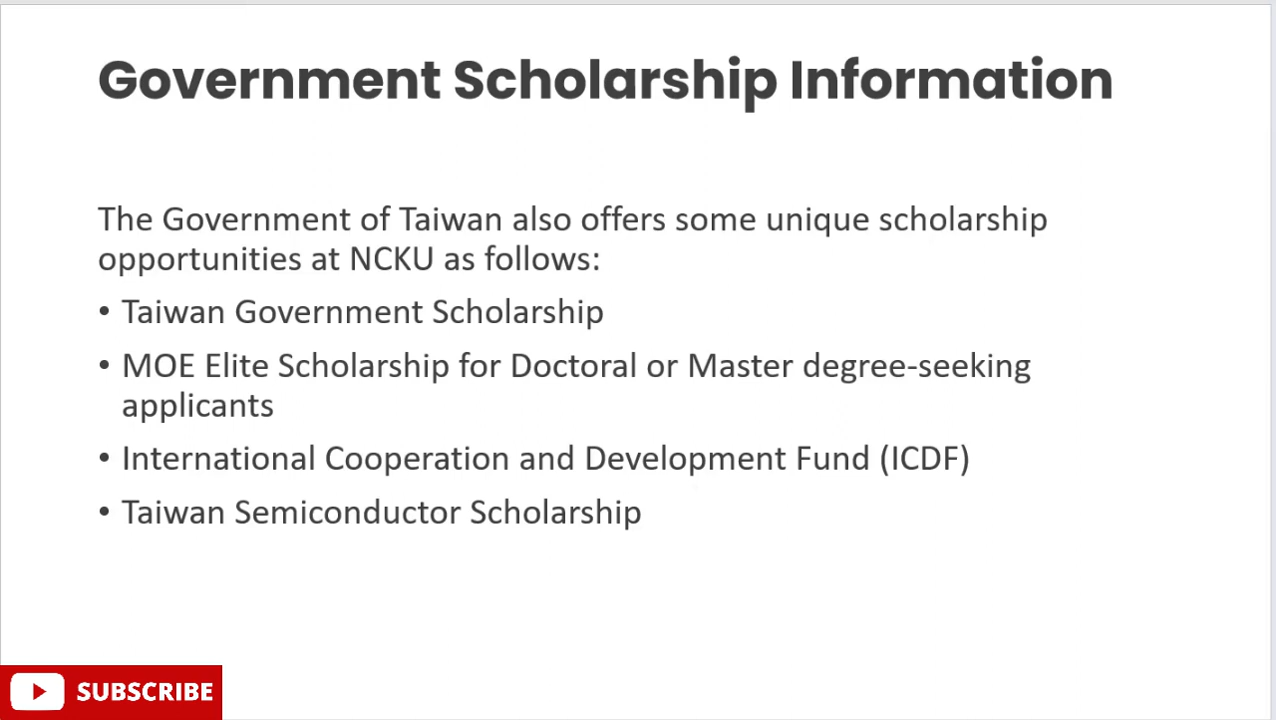 Government Scholarship Information
The Government of Taiwan also offers some unique scholarship
opportunities at NCKU as follows:
• Taiwan Government Scholarship
• MOE Elite Scholarship for Doctoral or Master degree-seeking
applicants
• International Cooperation and Development Fund (ICDF)
• Taiwan Semiconductor Scholarship
SUBSCRIBE